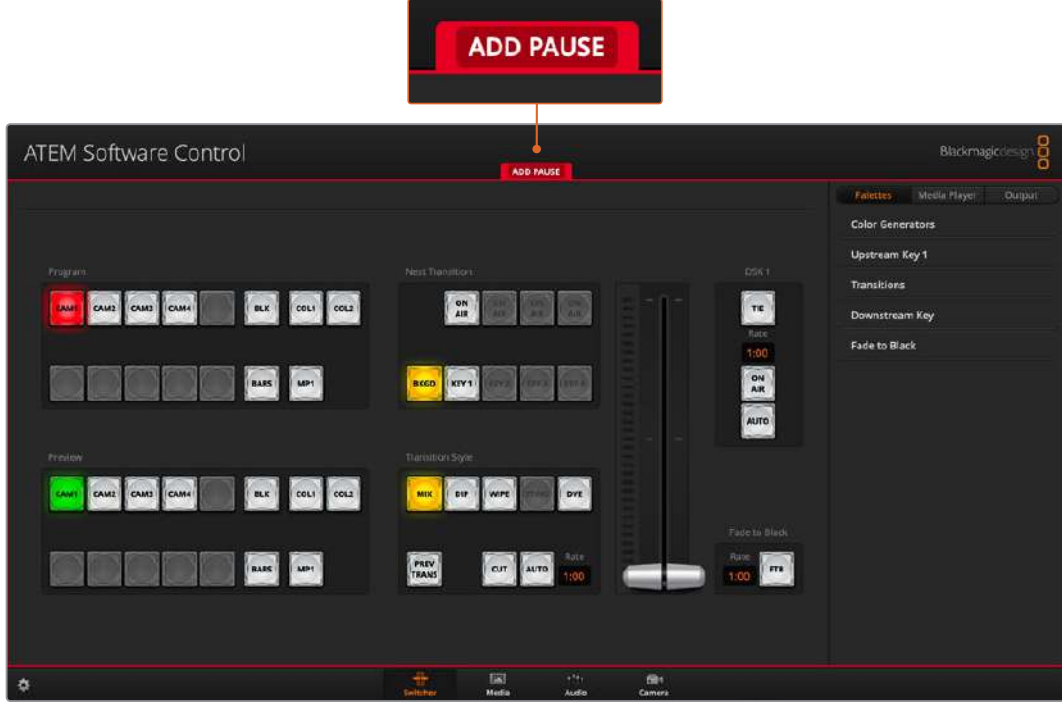 ADD PAUSE
ATEM Software Control
Blackmagicdesign
ADD PAUSE
Palettes Media Player Output
Color Generators
Upstream Key 1
Transitions
Downstream Key
Fade to Black
Program
Next Transition
DSK 1
CAM1 CAM2 CAM3 CAM4 BLK COL1 COL2
ON AIR
TIE
Rate
1:00
BARS MP1
BKGD KEY 1
ON AIR
AUTO
Preview
Transition Style
CAM1 CAM2 CAM3 CAM4 BLK COL1 COL2
MIX DIP WIPE DVE
Fade to Black
BARS MP1
PREV TRANS CUT AUTO
Rate
1:00
Rate
1:00
FTB
Switcher Media Audio Camera